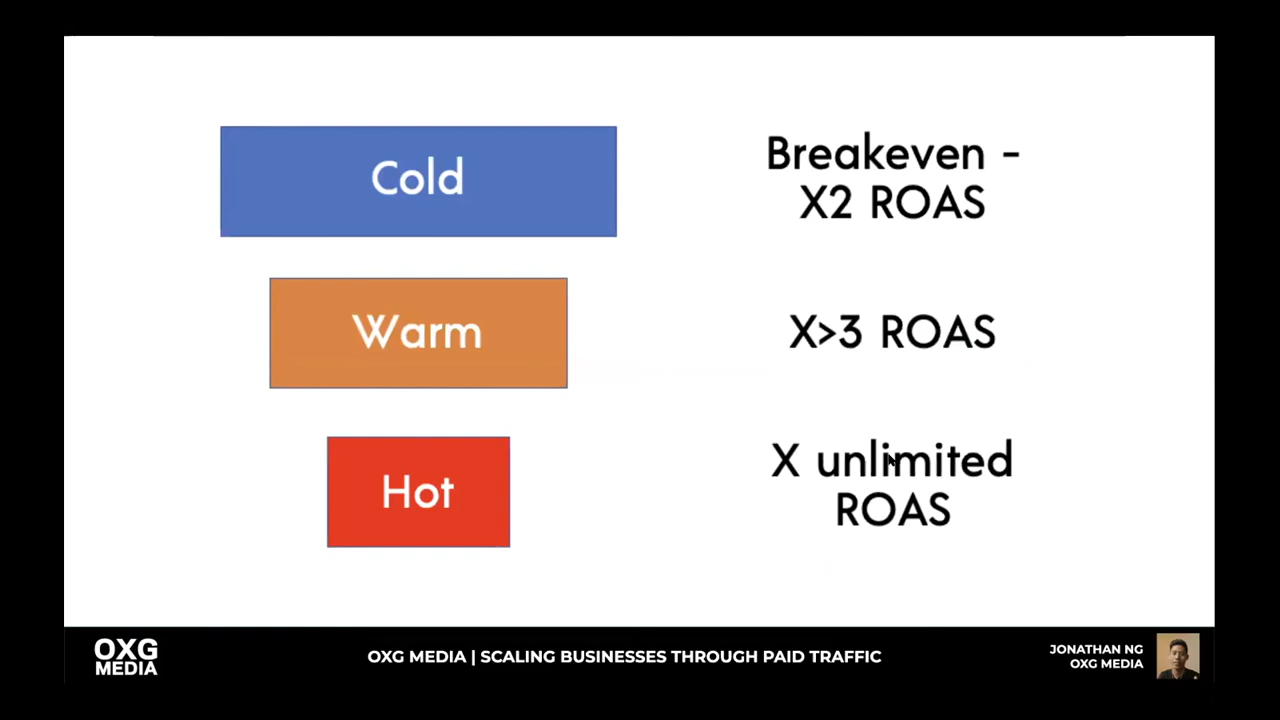 Cold
Breakeven -
X2 ROAS
Warm
X>3 ROAS
Hot
X unlimited
ROAS
OXG
MEDIA
OXG MEDIA | SCALING BUSINESSES THROUGH PAID TRAFFIC
JONATHAN NG
OXG MEDIA